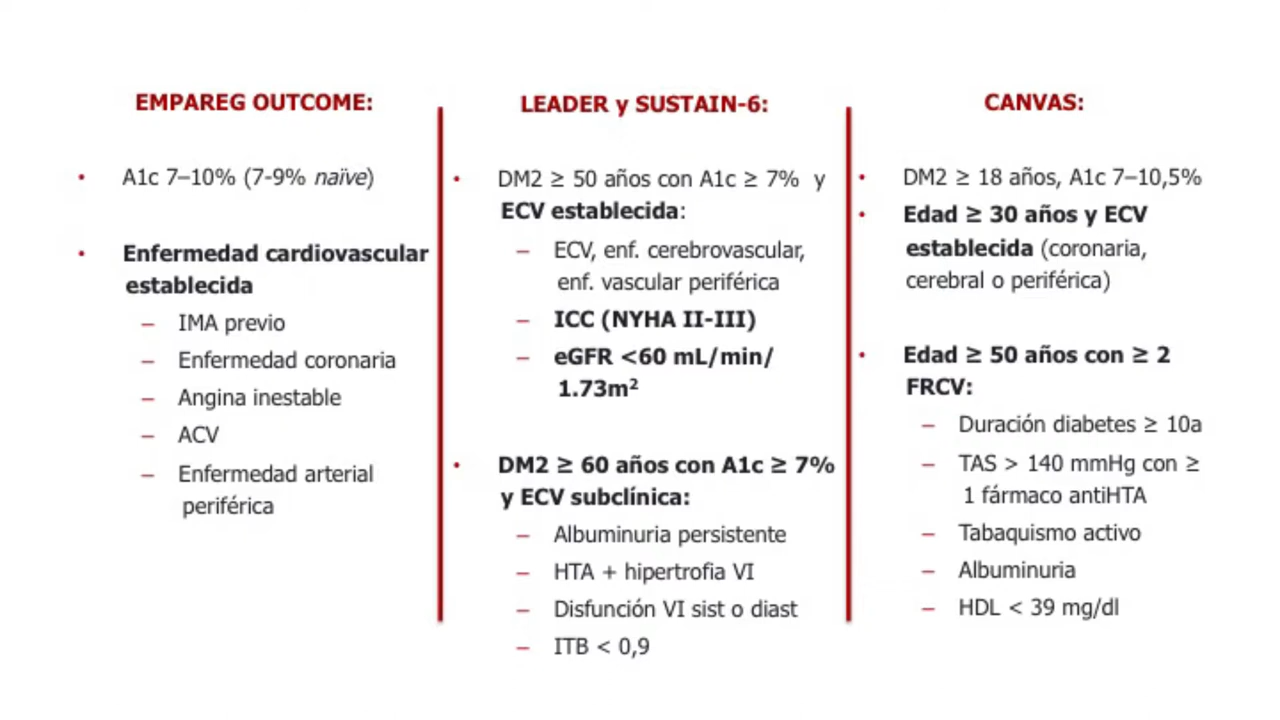 EMPAREG OUTCOME:
• A1c 7–10% (7-9% naïve)
• Enfermedad cardiovascular
establecida
– IMA previo
– Enfermedad coronaria
– Angina inestable
– ACV
– Enfermedad arterial
periférica
LEADER y SUSTAIN-6:
• DM2 ≥ 50 años con A1c ≥ 7% y
ECV establecida:
– ECV, enf. cerebrovascular,
enf. vascular periférica
– ICC (NYHA II-III)
– eGFR <60 mL/min/
1.73m²
• DM2 ≥ 60 años con A1c ≥ 7%
y ECV subclínica:
– Albuminuria persistente
– HTA + hipertrofia VI
– Disfunción VI sist o diast
– ITB < 0,9
CANVAS:
• DM2 ≥ 18 años, A1c 7–10,5%
• Edad ≥ 30 años y ECV
establecida (coronaria,
cerebral o periférica)
• Edad ≥ 50 años con ≥ 2
FRCV:
– Duración diabetes ≥ 10a
– TAS > 140 mmHg con ≥
1 fármaco antiHTA
– Tabaquismo activo
– Albuminuria
– HDL < 39 mg/dl